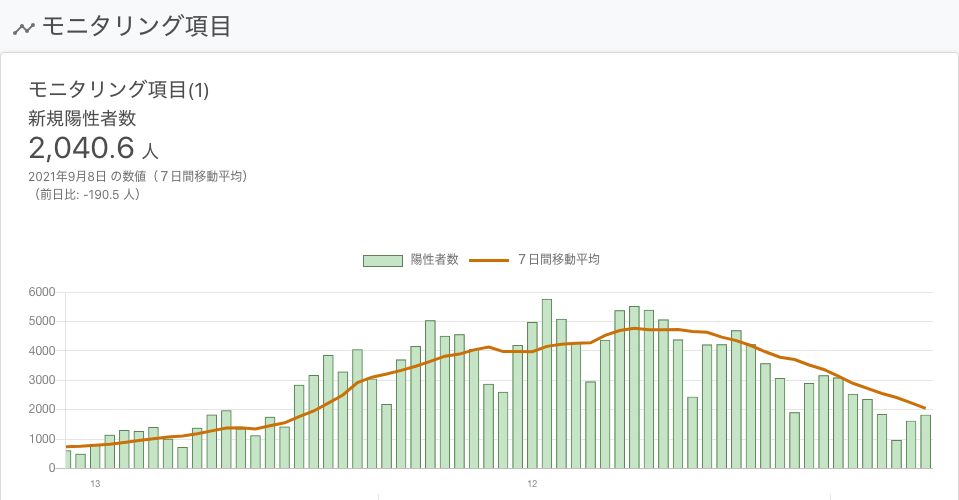 モニタリング項目
モニタリング項目(1)
新規陽性者数
2,040.6 人
2021年9月8日 の数値（７日間移動平均）
（前日比: -190.5 人）
陽性者数 ７日間移動平均
6000
5000
4000
3000
2000
1000
0
13 12